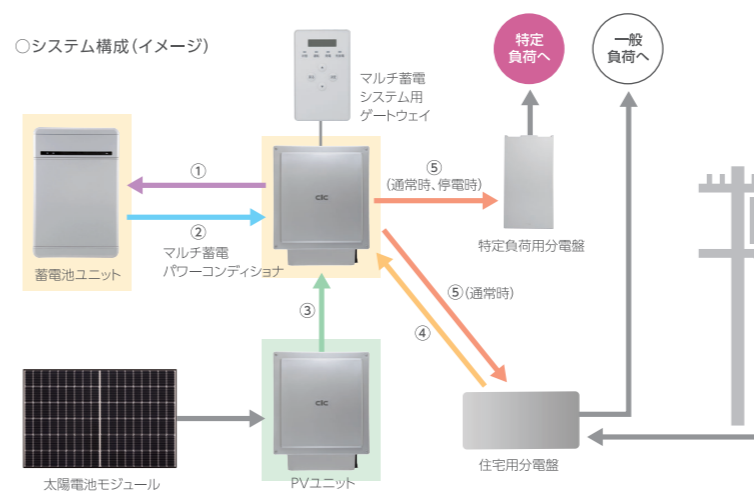 ○システム構成(イメージ)
特定
負荷へ
一般
負荷へ
マルチ蓄電
システム用
ゲートウェイ
①
②
マルチ蓄電
パワーコンディショナ
蓄電池ユニット
CIC
⑤
(通常時、停電時)
特定負荷用分電盤
⑤(通常時)
③
④
CIC
太陽電池モジュール
PVユニット
住宅用分電盤